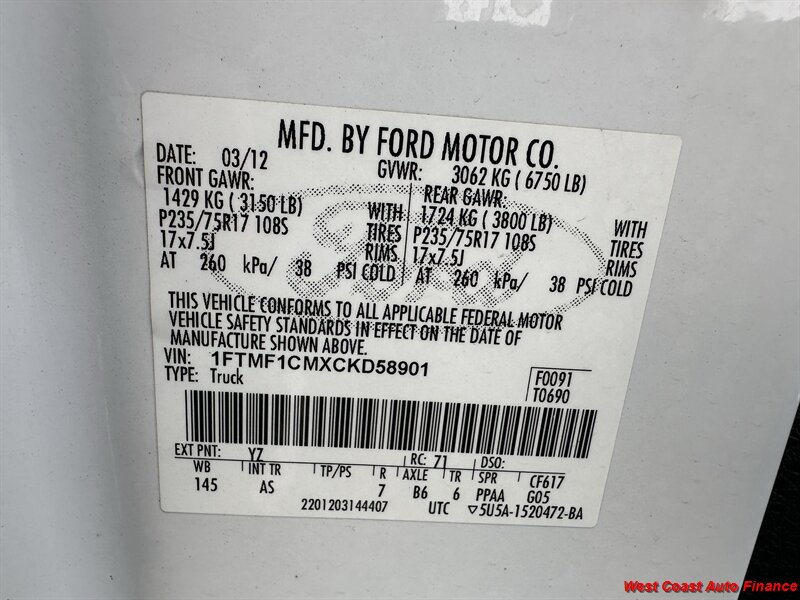 MFD. BY FORD MOTOR CO.
DATE: 03/12 GVWR: 3062 KG ( 6750 LB)
FRONT GAWR: REAR GAWR:
1429 KG ( 3150 LB) WITH 1724 KG ( 3800 LB) WITH
P235/75R17 108S TIRES P235/75R17 108S TIRES
17x7.5J RIMS 17x7.5J RIMS
AT 260 kPa/ 38 PSI COLD AT 260 kPa/ 38 PSI COLD
Ford
THIS VEHICLE CONFORMS TO ALL APPLICABLE FEDERAL MOTOR
VEHICLE SAFETY STANDARDS IN EFFECT ON THE DATE OF
MANUFACTURE SHOWN ABOVE.
VIN: 1FTMF1CMXCKD58901
TYPE: Truck
F0091
T0690
EXT PNT: YZ RC: 71 DSO:
WB INT TR TP/PS R AXLE TR SPR CF617
145 AS 7 B6 6 PPAA G05
2201203144407 UTC ▽5U5A-1520472-BA
West Coast Auto Finance